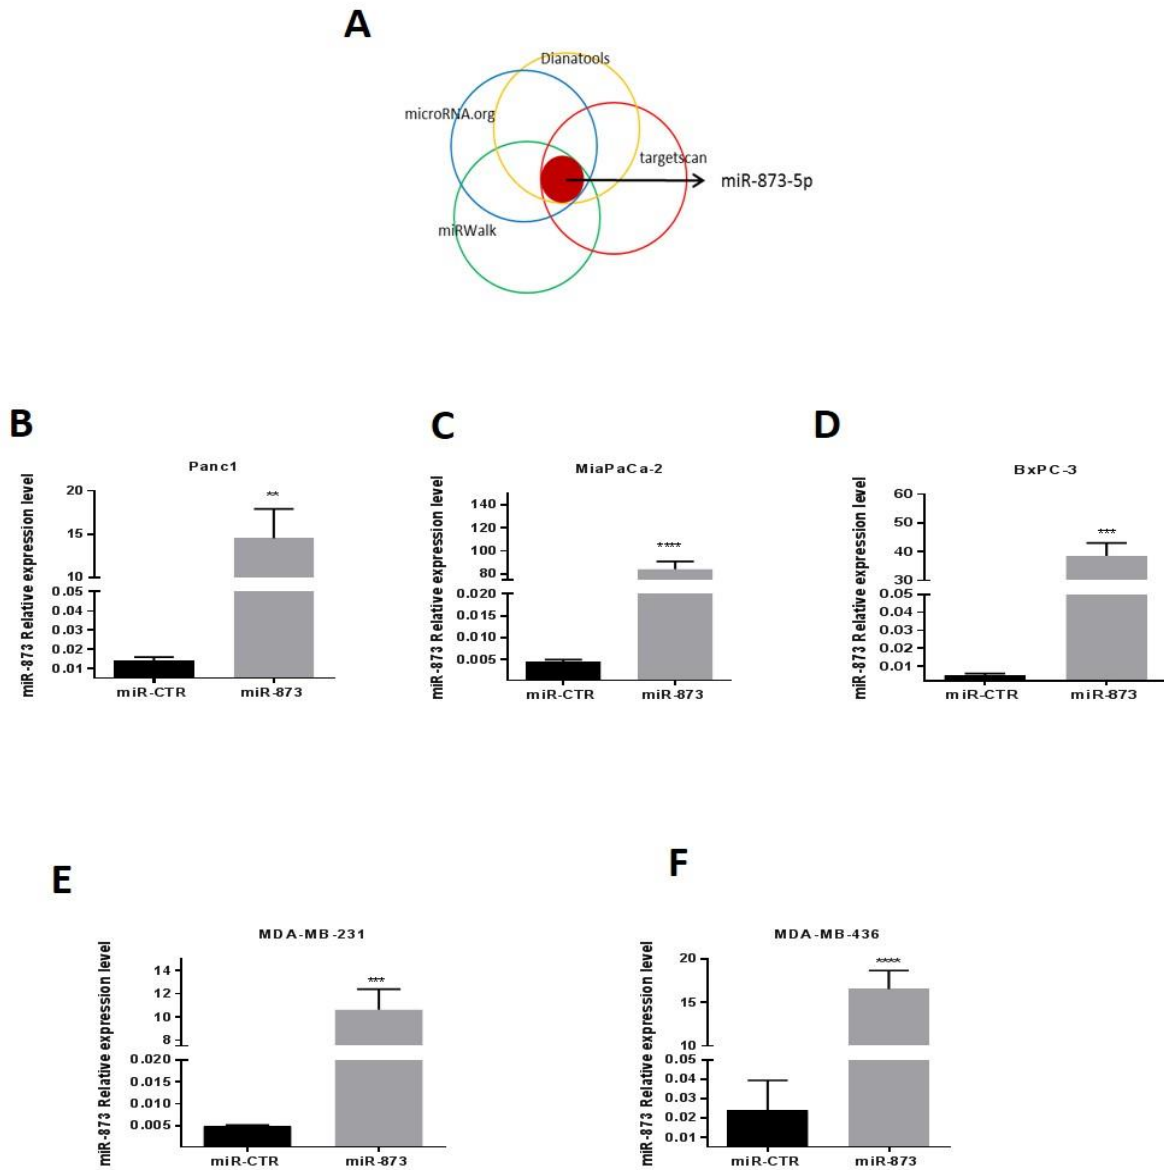 A
Dianatools
microRNA.org
targetscan
miR-873-5p
miRWalk
B
Panc1
miR-873 Relative expression level
20
15
10
0.05
0.04
0.03
0.02
0.01
**
miR-CTR
miR-873
C
MiaPaCa-2
miR-873 Relative expression level
140
120
100
80
0.020
0.015
0.010
0.005
****
miR-CTR
miR-873
D
BxPC-3
miR-873 Relative expression level
60
50
40
30
0.05
0.04
0.03
0.02
0.01
***
miR-CTR
miR-873
E
MDA-MB-231
miR-873 Relative expression level
14
12
10
8
0.020
0.015
0.010
0.005
***
miR-CTR
miR-873
F
MDA-MB-436
miR-873 Relative expression level
20
15
10
0.05
0.04
0.03
0.02
0.01
****
miR-CTR
miR-873